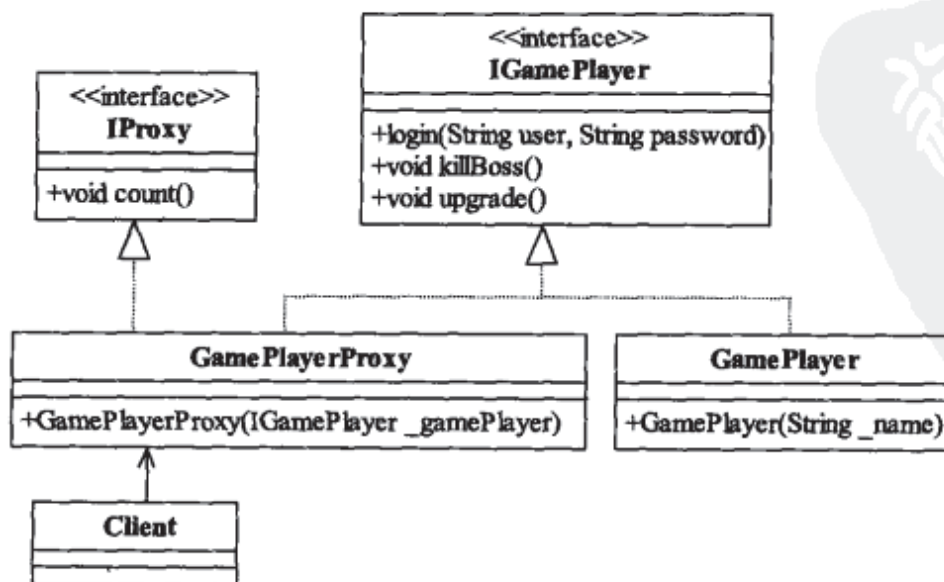 <<interface>>
IProxy
+void count()
<<interface>>
IGamePlayer
+login(String user, String password)
+void killBoss()
+void upgrade()
GamePlayerProxy
+GamePlayerProxy(IGamePlayer _gamePlayer)
GamePlayer
+GamePlayer(String _name)
Client